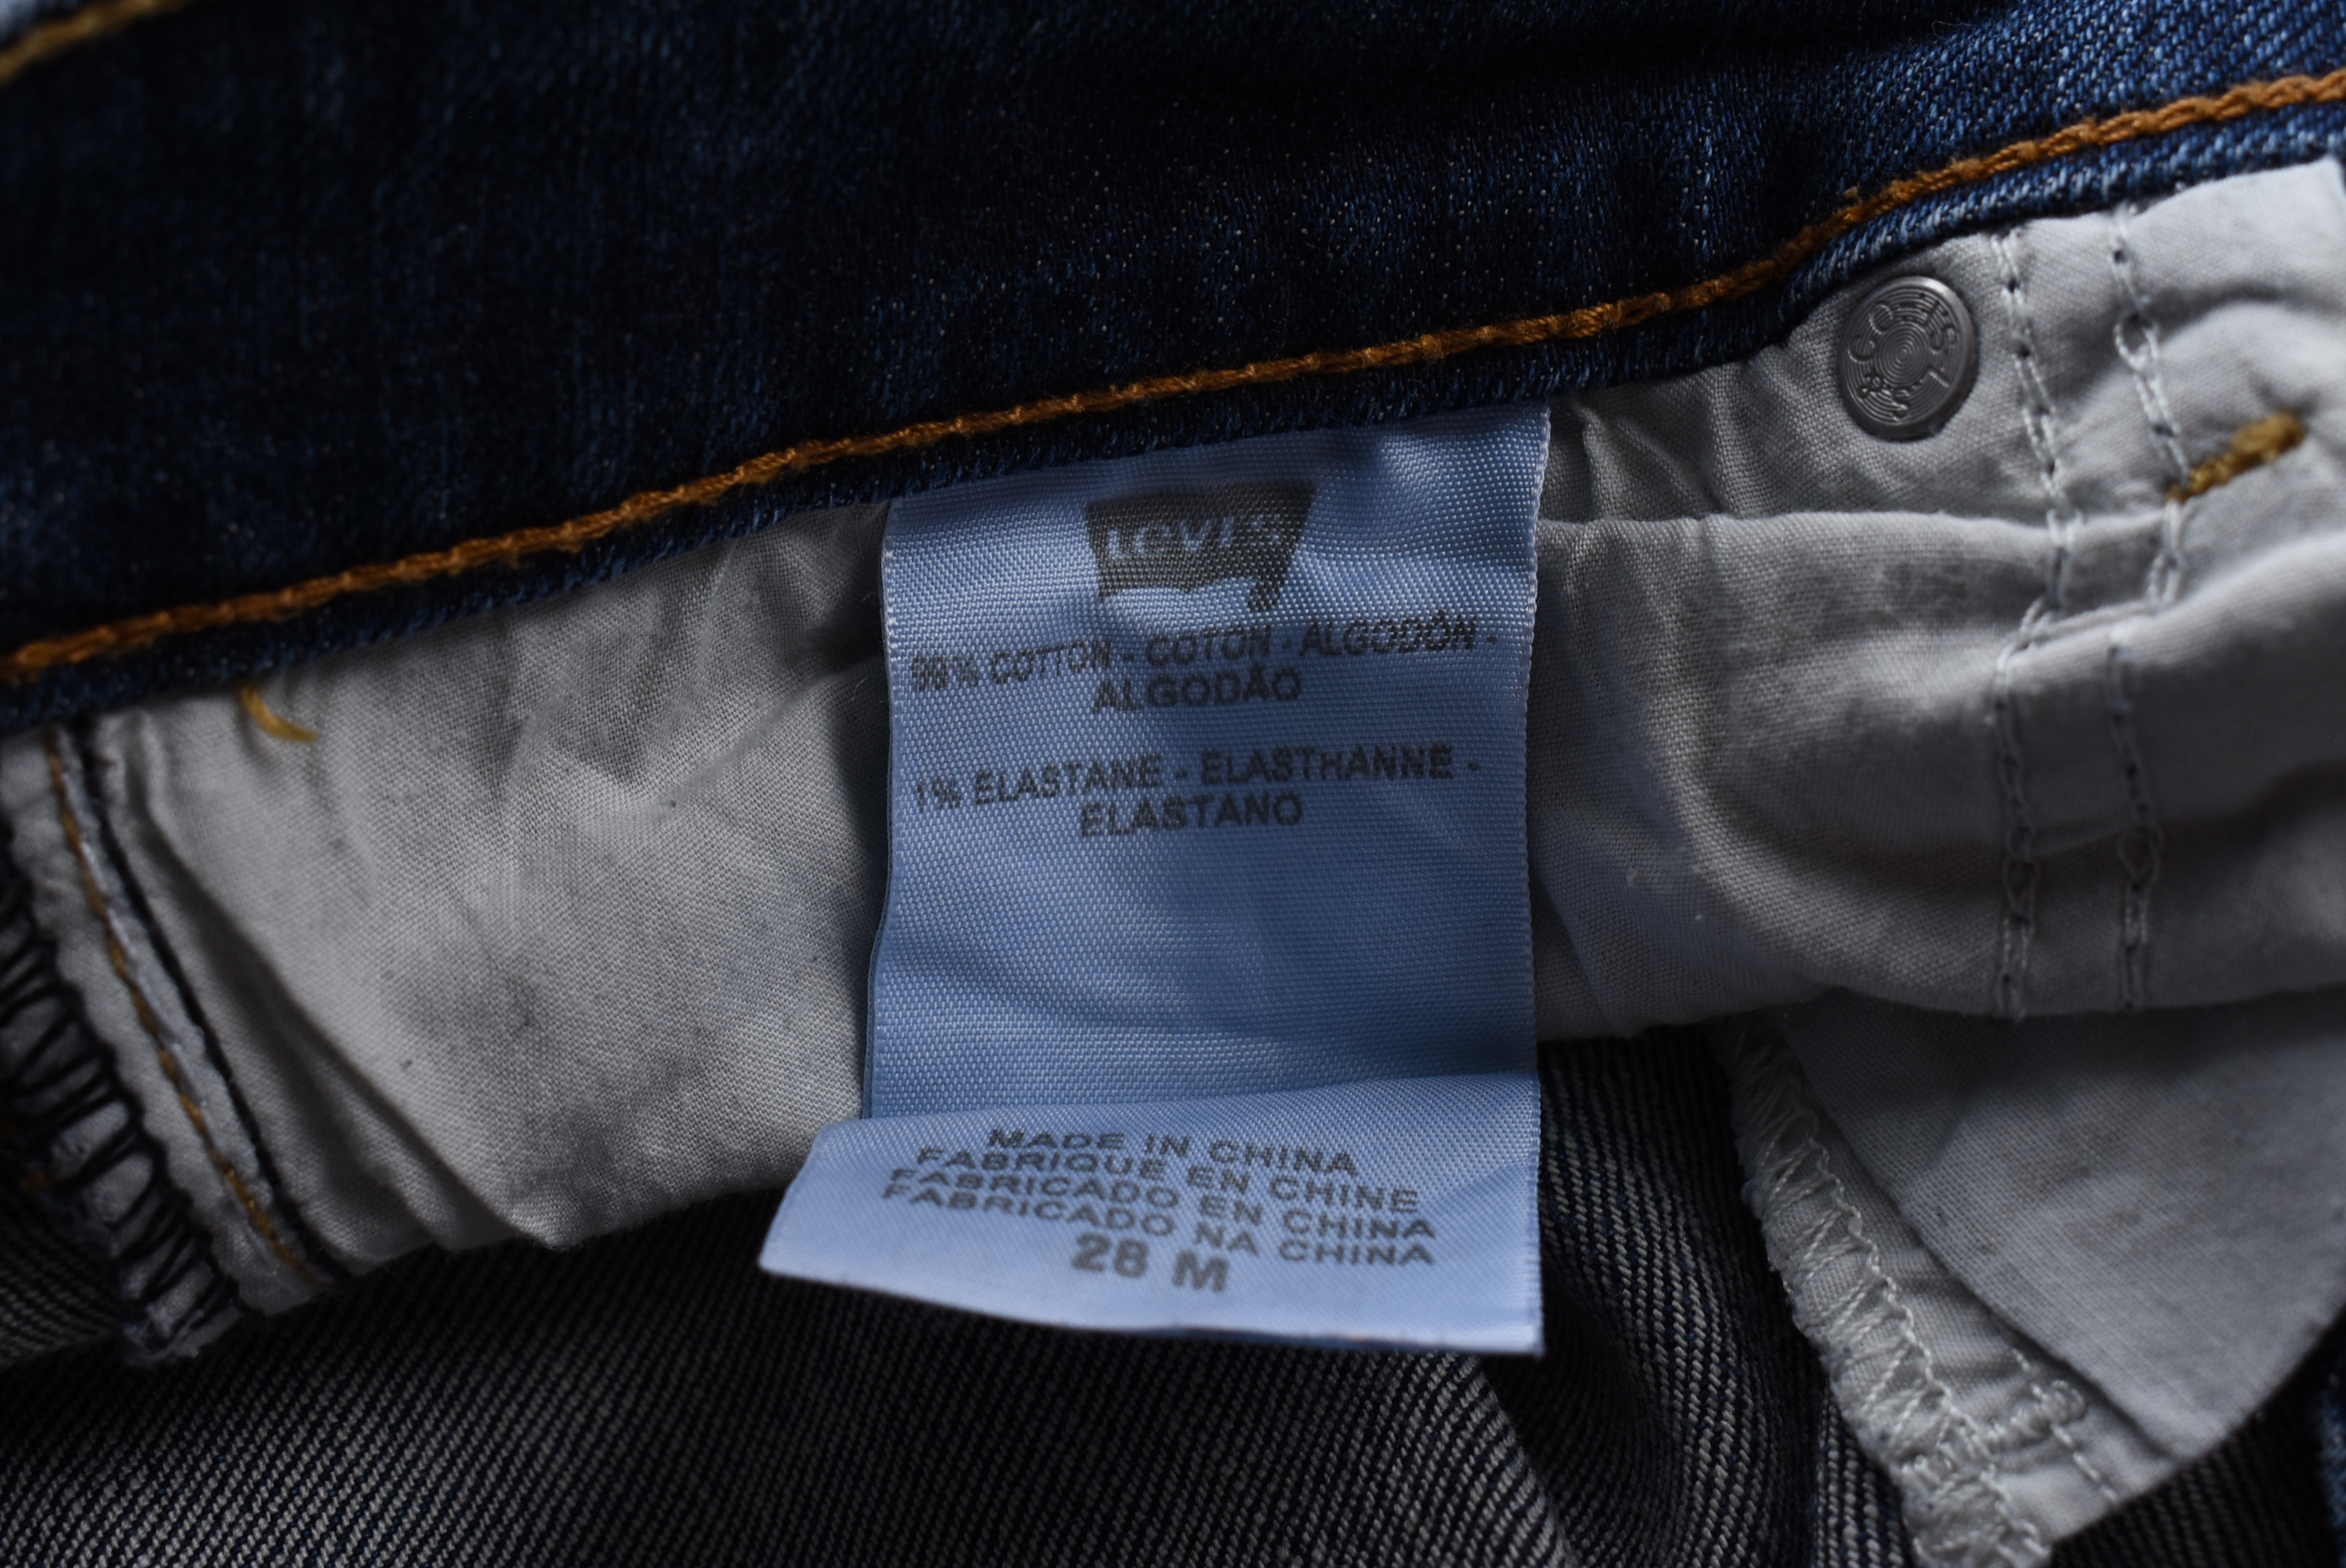 LEVI'S
99% COTTON - COTON - ALGODÓN -
ALGODÃO
1% ELASTANE - ELASTHANNE -
ELASTANO
MADE IN CHINA
FABRIQUE EN CHINE
FABRICADO EN CHINA
FABRICADO NA CHINA
28 M